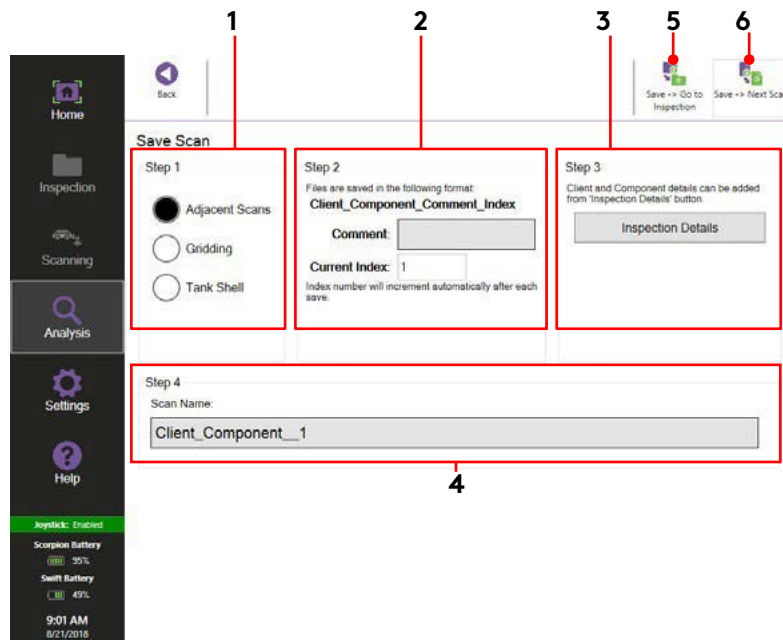 1 2 3 5 6
Home
Inspection
Scanning
Analysis
Settings
Help
Joystick: Enabled
Scorpion Battery
95%
Swift Battery
49%
9:01 AM
8/21/2018
Back
Save -> Go to
Inspection
Save -> Next Sca
Save Scan
Step 1
Adjacent Scans
Gridding
Tank Shell
Step 2
Files are saved in the following format:
Client_Component_Comment_Index
Comment:
Current Index: 1
Index number will increment automatically after each
save.
Step 3
Client and Component details can be added
from 'Inspection Details' button.
Inspection Details
Step 4
Scan Name:
Client_Component__1
4